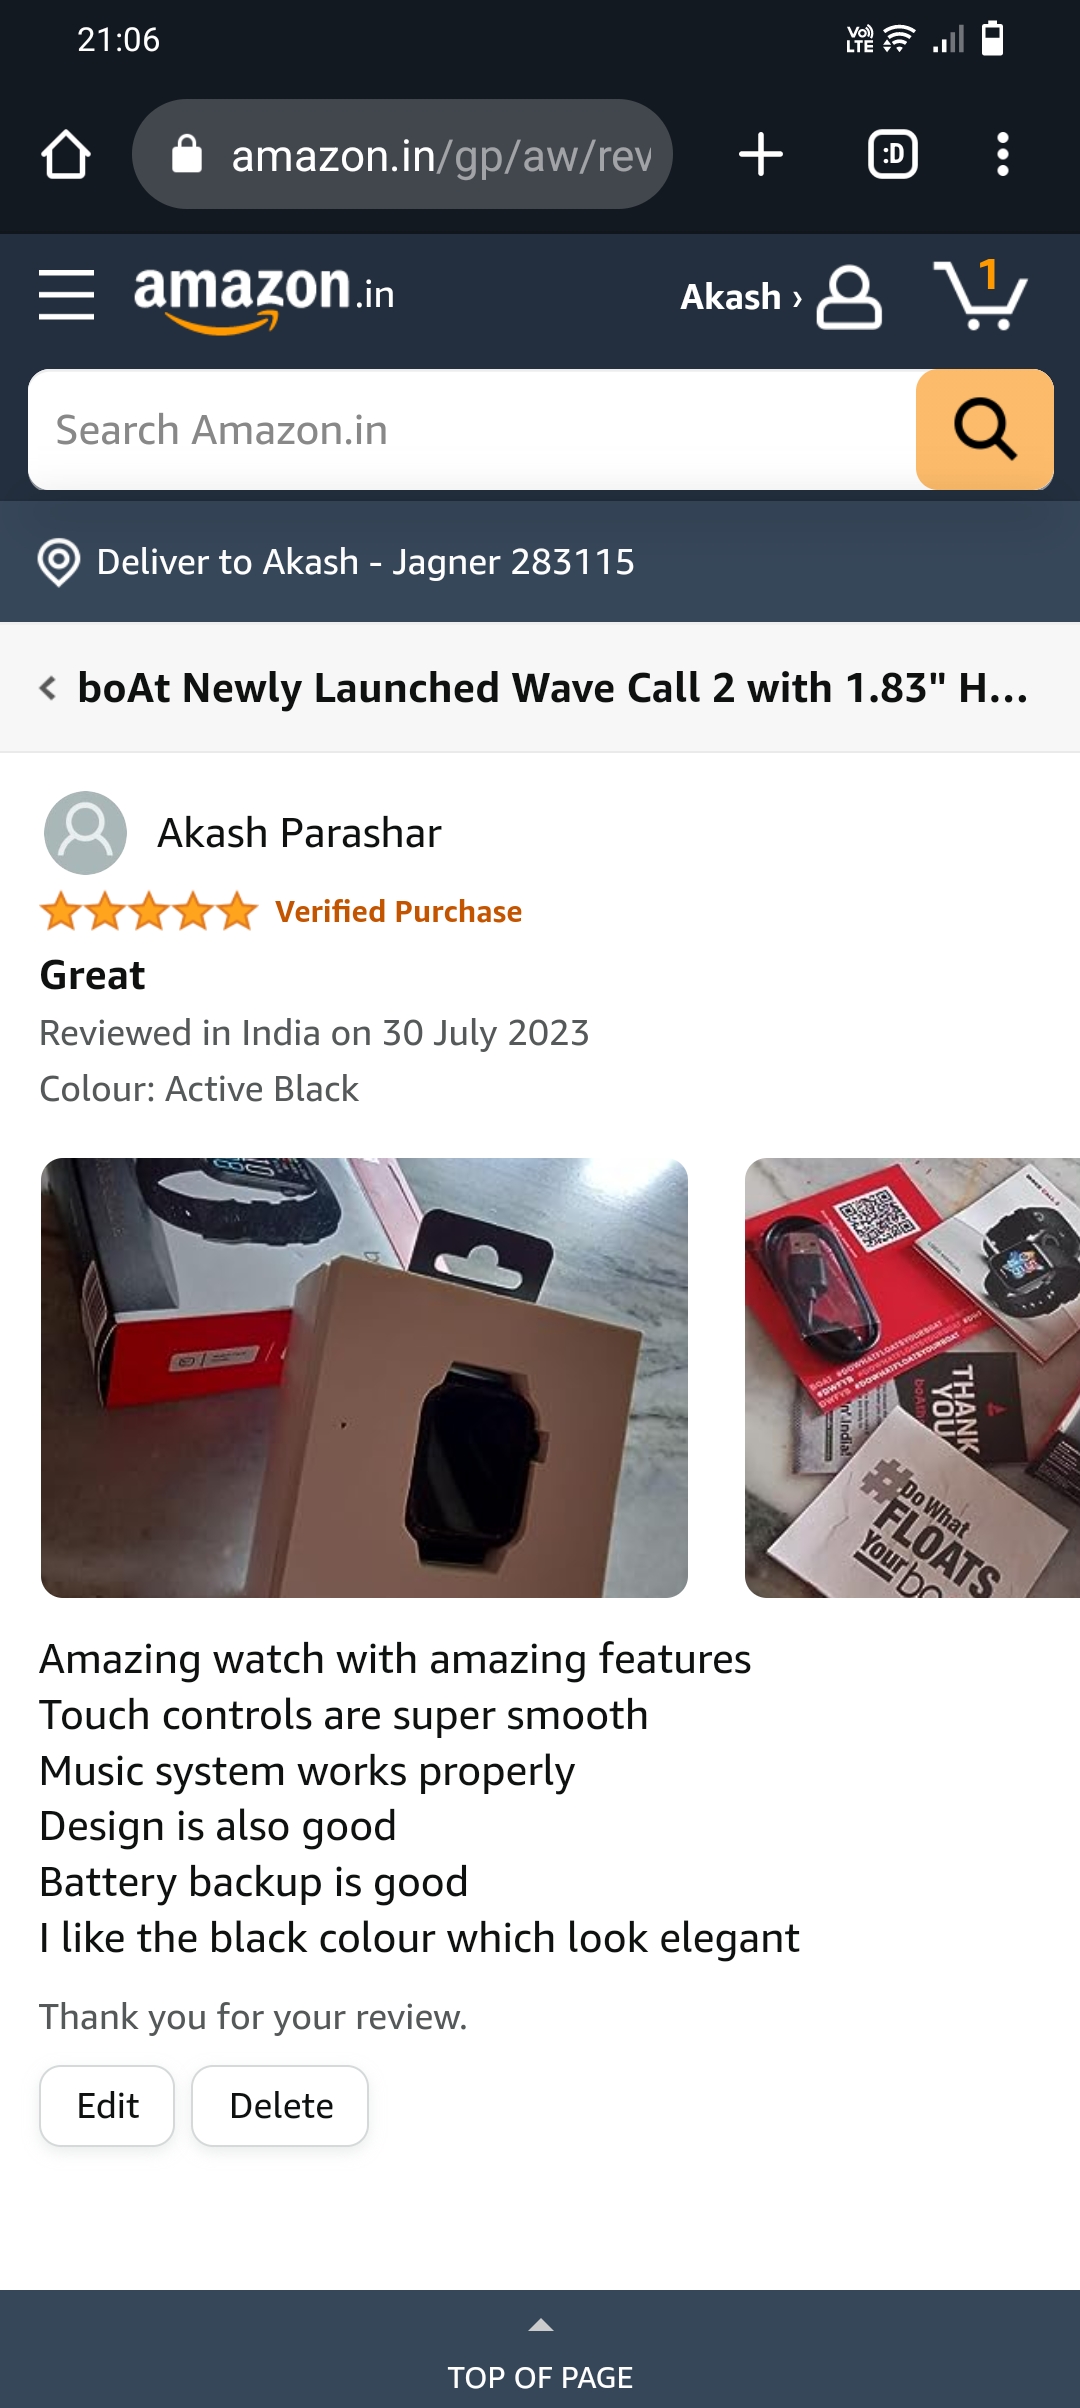 21:06
Vo)) LTE
amazon.in/gp/aw/rev
:D
amazon.in
Akash ›
1
Search Amazon.in
Deliver to Akash - Jagner 283115
boAt Newly Launched Wave Call 2 with 1.83" H...
Akash Parashar
Verified Purchase
Great
Reviewed in India on 30 July 2023
Colour: Active Black
THANK
YOU
#Do What
FLOATS
Your bo
Amazing watch with amazing features
Touch controls are super smooth
Music system works properly
Design is also good
Battery backup is good
I like the black colour which look elegant
Thank you for your review.
Edit
Delete
TOP OF PAGE